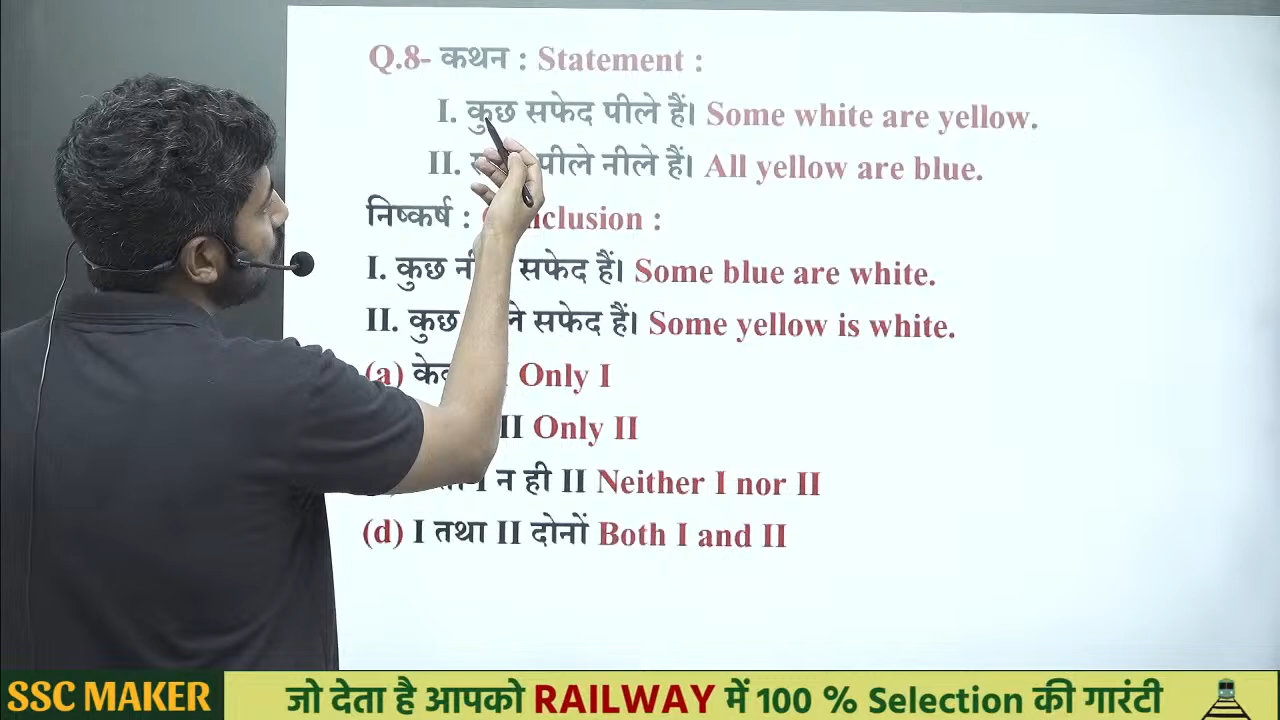 Q.8- कथन : Statement :
I. कुछ सफेद पीले हैं। Some white are yellow.
II. पीले नीले हैं। All yellow are blue.
निष्कर्ष : Conclusion :
I. कुछ सफेद हैं। Some blue are white.
II. कुछ सफेद हैं। Some yellow is white.
(a) Only I
II Only II
I न ही II Neither I nor II
(d) I तथा II दोनों Both I and II
SSC MAKER जो देता है आपको RAILWAY में 100 % Selection की गारंटी